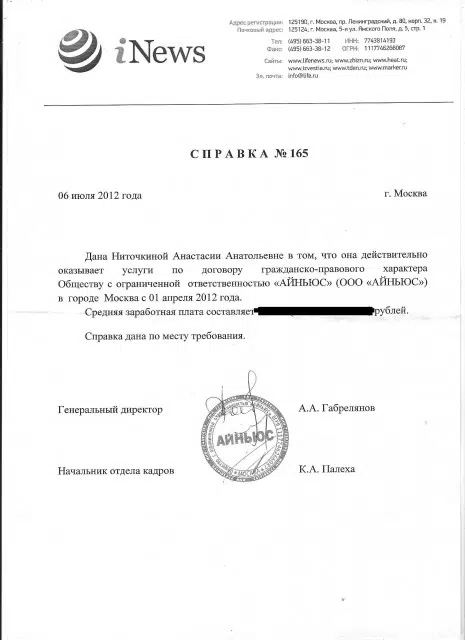 iNews
Адрес регистрации: 125190, г. Москва, пр. Ленинградский, д. 80, корп. 32, к. 19
Почтовый адрес: 125124, г. Москва, 5-я ул. Ямского Поля, д. 5, стр. 1
Тел: (495) 663-38-11 ИНН: 7743814193
Факс: (495) 663-38-12 ОГРН: 1117746268087
Сайты: www.lifenews.ru; www.zhizn.ru; www.heat.ru;
www.tvzvezda.ru; www.tden.ru; www.marker.ru
Эл. почта: info@life.ru
СПРАВКА № 165
06 июля 2012 года г. Москва
Дана Ниточкиной Анастасии Анатольевне в том, что она действительно
оказывает услуги по договору гражданско-правового характера
Обществу с ограниченной ответственностью «АЙНЬЮС» (ООО «АЙНЬЮС»)
в городе Москва с 01 апреля 2012 года.
Средняя заработная плата составляет рублей.
Справка дана по месту требования.
Генеральный директор А.А. Габрелянов
АЙНЬЮС
МОСКВА
Начальник отдела кадров К.А. Палеха